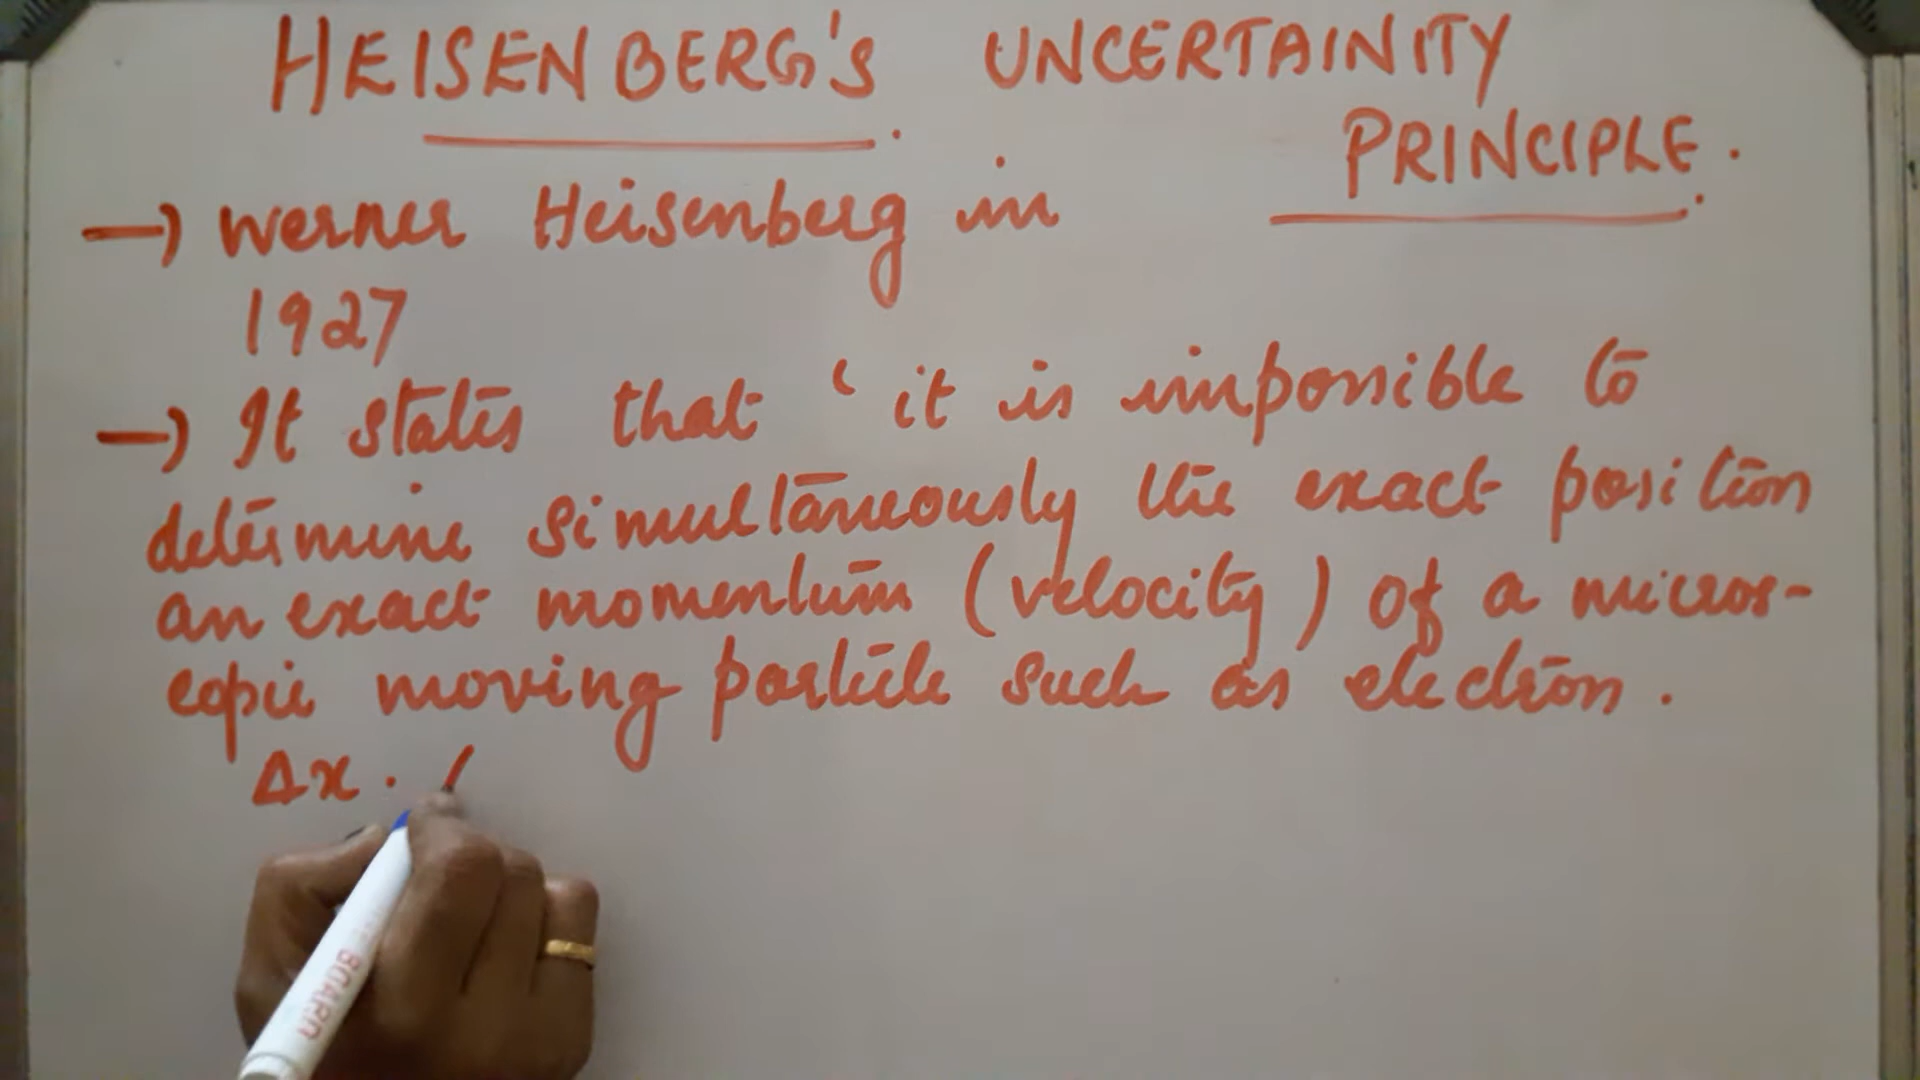 HEISENBERG'S UNCERTAINITY
PRINCIPLE.
→ Werner Heisenberg in
1927
→ It states that ‘ it is impossible to
determine simultaneously the exact position
an exact momentum (velocity) of a micros-
copic moving particle such as electron.
Δx .
BOARD